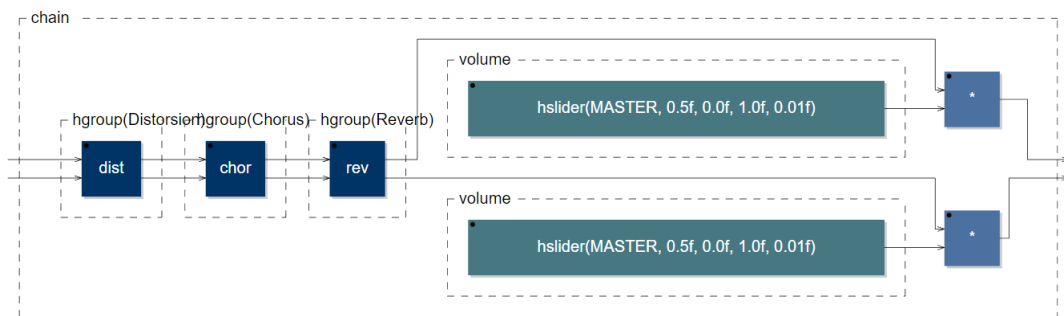 chain
volume
hslider(MASTER, 0.5f, 0.0f, 1.0f, 0.01f)
*
hgroup(Distorsion)
hgroup(Chorus)
hgroup(Reverb)
dist
chor
rev
volume
hslider(MASTER, 0.5f, 0.0f, 1.0f, 0.01f)
*